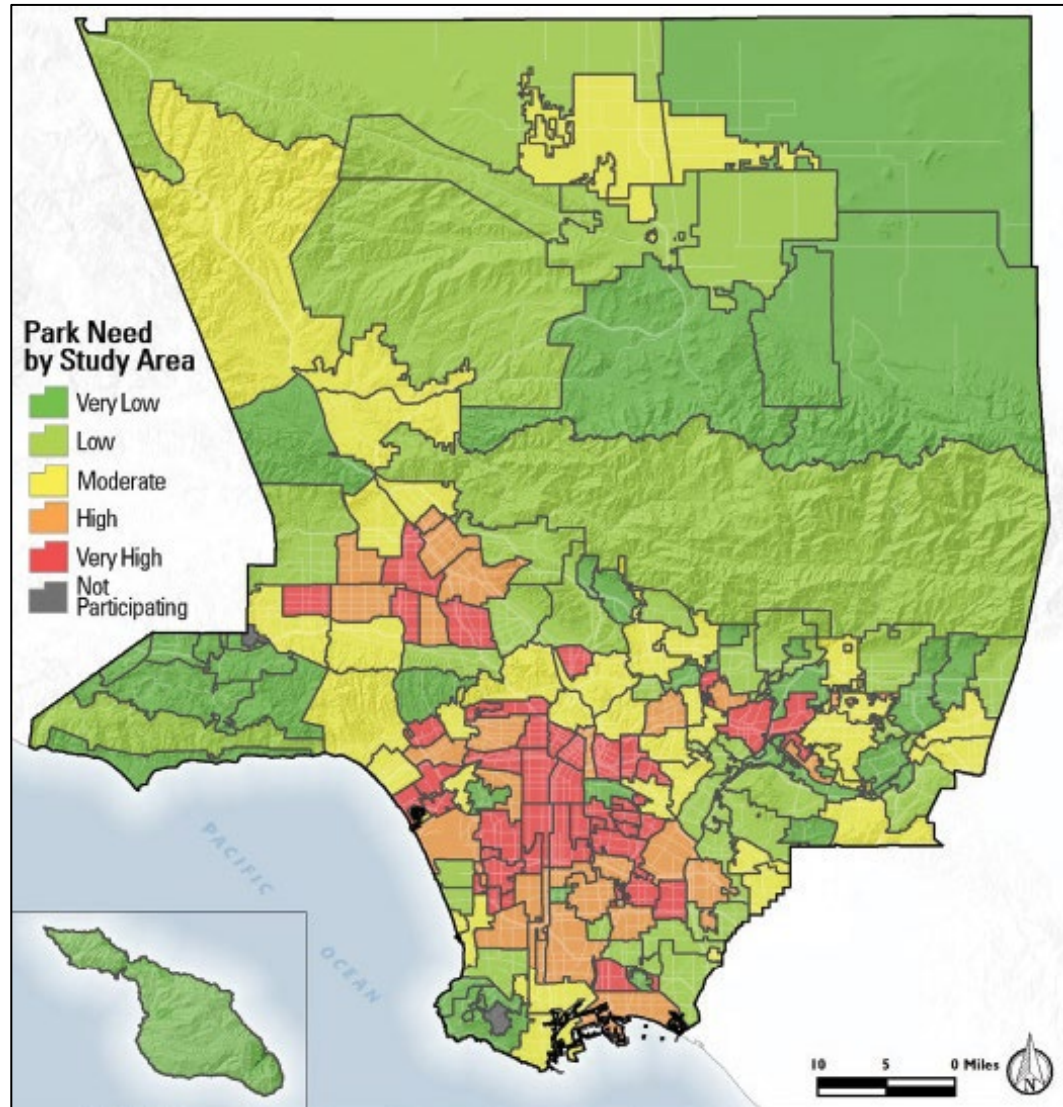 Park Need
by Study Area
Very Low
Low
Moderate
High
Very High
Not
Participating
PACIFIC
OCEAN
10 5 0 Miles
N